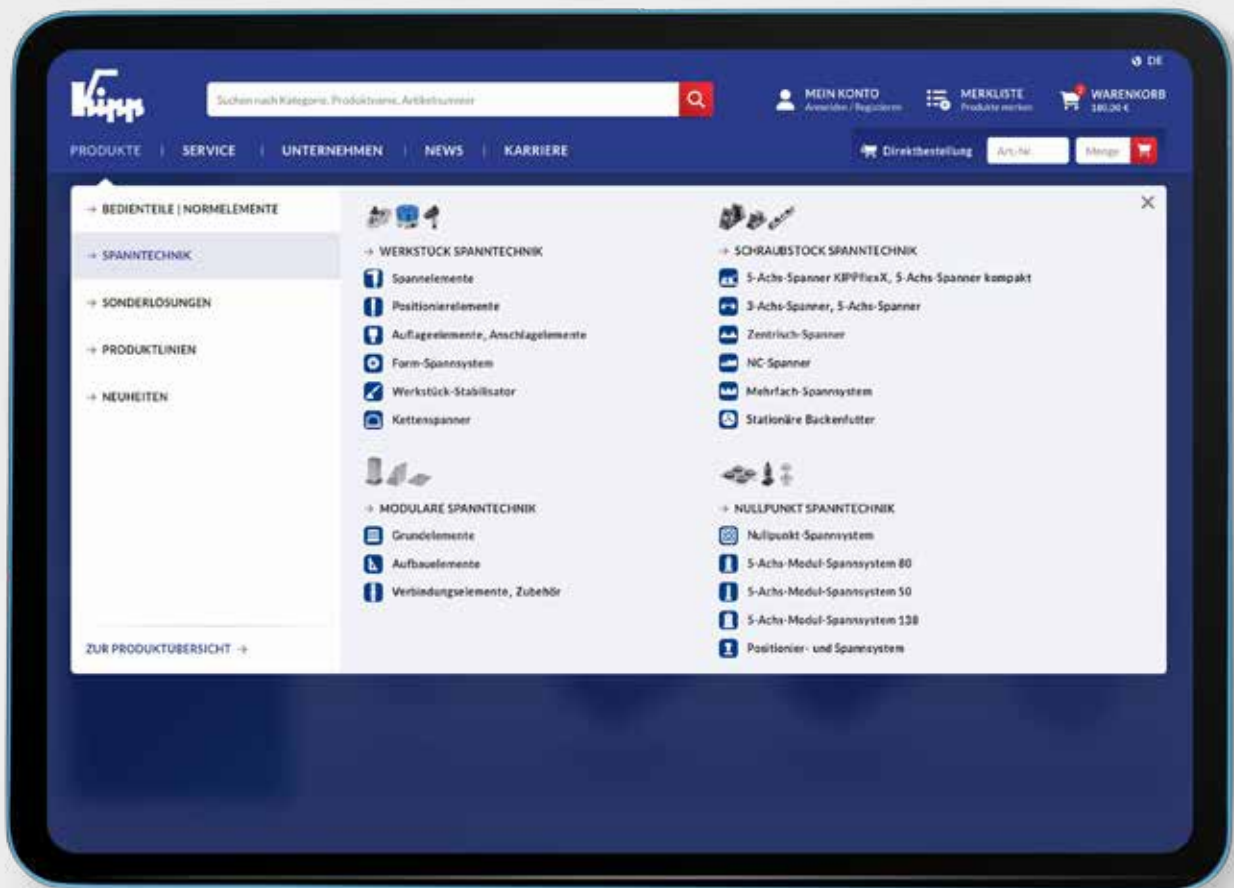 DE
Kipp
Suchen nach Kategorie, Produktname, Artikelnummer
MEIN KONTO
Anmelden / Registrieren
MERKLISTE
Produkte merken
2
WARENKORB
180,00 €
PRODUKTE | SERVICE | UNTERNEHMEN | NEWS | KARRIERE
Direktbestellung
Art.-Nr.
Menge
→ BEDIENTEILE | NORMELEMENTE
→ SPANNTECHNIK
→ SONDERLÖSUNGEN
→ PRODUKTLINIEN
→ NEUHEITEN
ZUR PRODUKTÜBERSICHT →
→ WERKSTÜCK SPANNTECHNIK
Spannelemente
Positionierelemente
Auflageelemente, Anschlagelemente
Form-Spannsystem
Werkstück-Stabilisator
Kettenspanner
→ SCHRAUBSTOCK SPANNTECHNIK
5-Achs-Spanner KIPPflexX, 5-Achs-Spanner kompakt
3-Achs-Spanner, 5-Achs-Spanner
Zentrisch-Spanner
NC-Spanner
Mehrfach-Spannsystem
Stationäre Backenfutter
→ MODULARE SPANNTECHNIK
Grundelemente
Aufbauelemente
Verbindungselemente, Zubehör
→ NULLPUNKT SPANNTECHNIK
Nullpunkt-Spannsystem
5-Achs-Modul-Spannsystem 80
5-Achs-Modul-Spannsystem 50
5-Achs-Modul-Spannsystem 138
Positionier- und Spannsystem